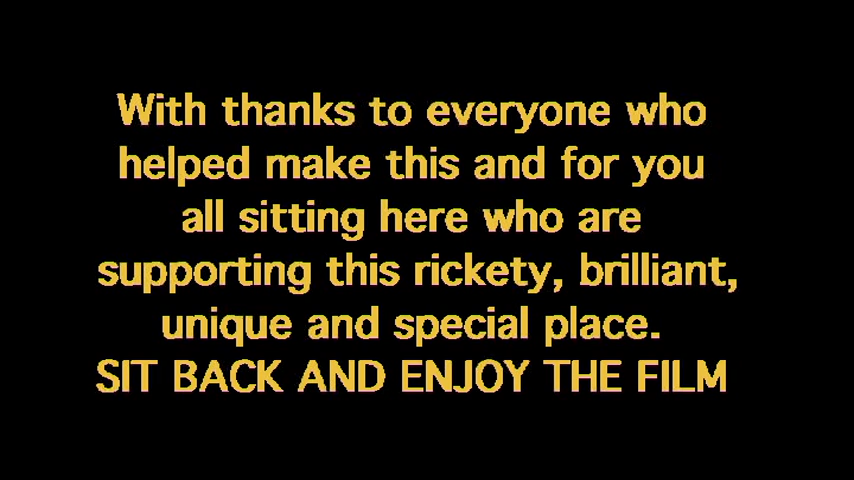 With thanks to everyone who
helped make this and for you
all sitting here who are
supporting this rickety, brilliant,
unique and special place.
SIT BACK AND ENJOY THE FILM